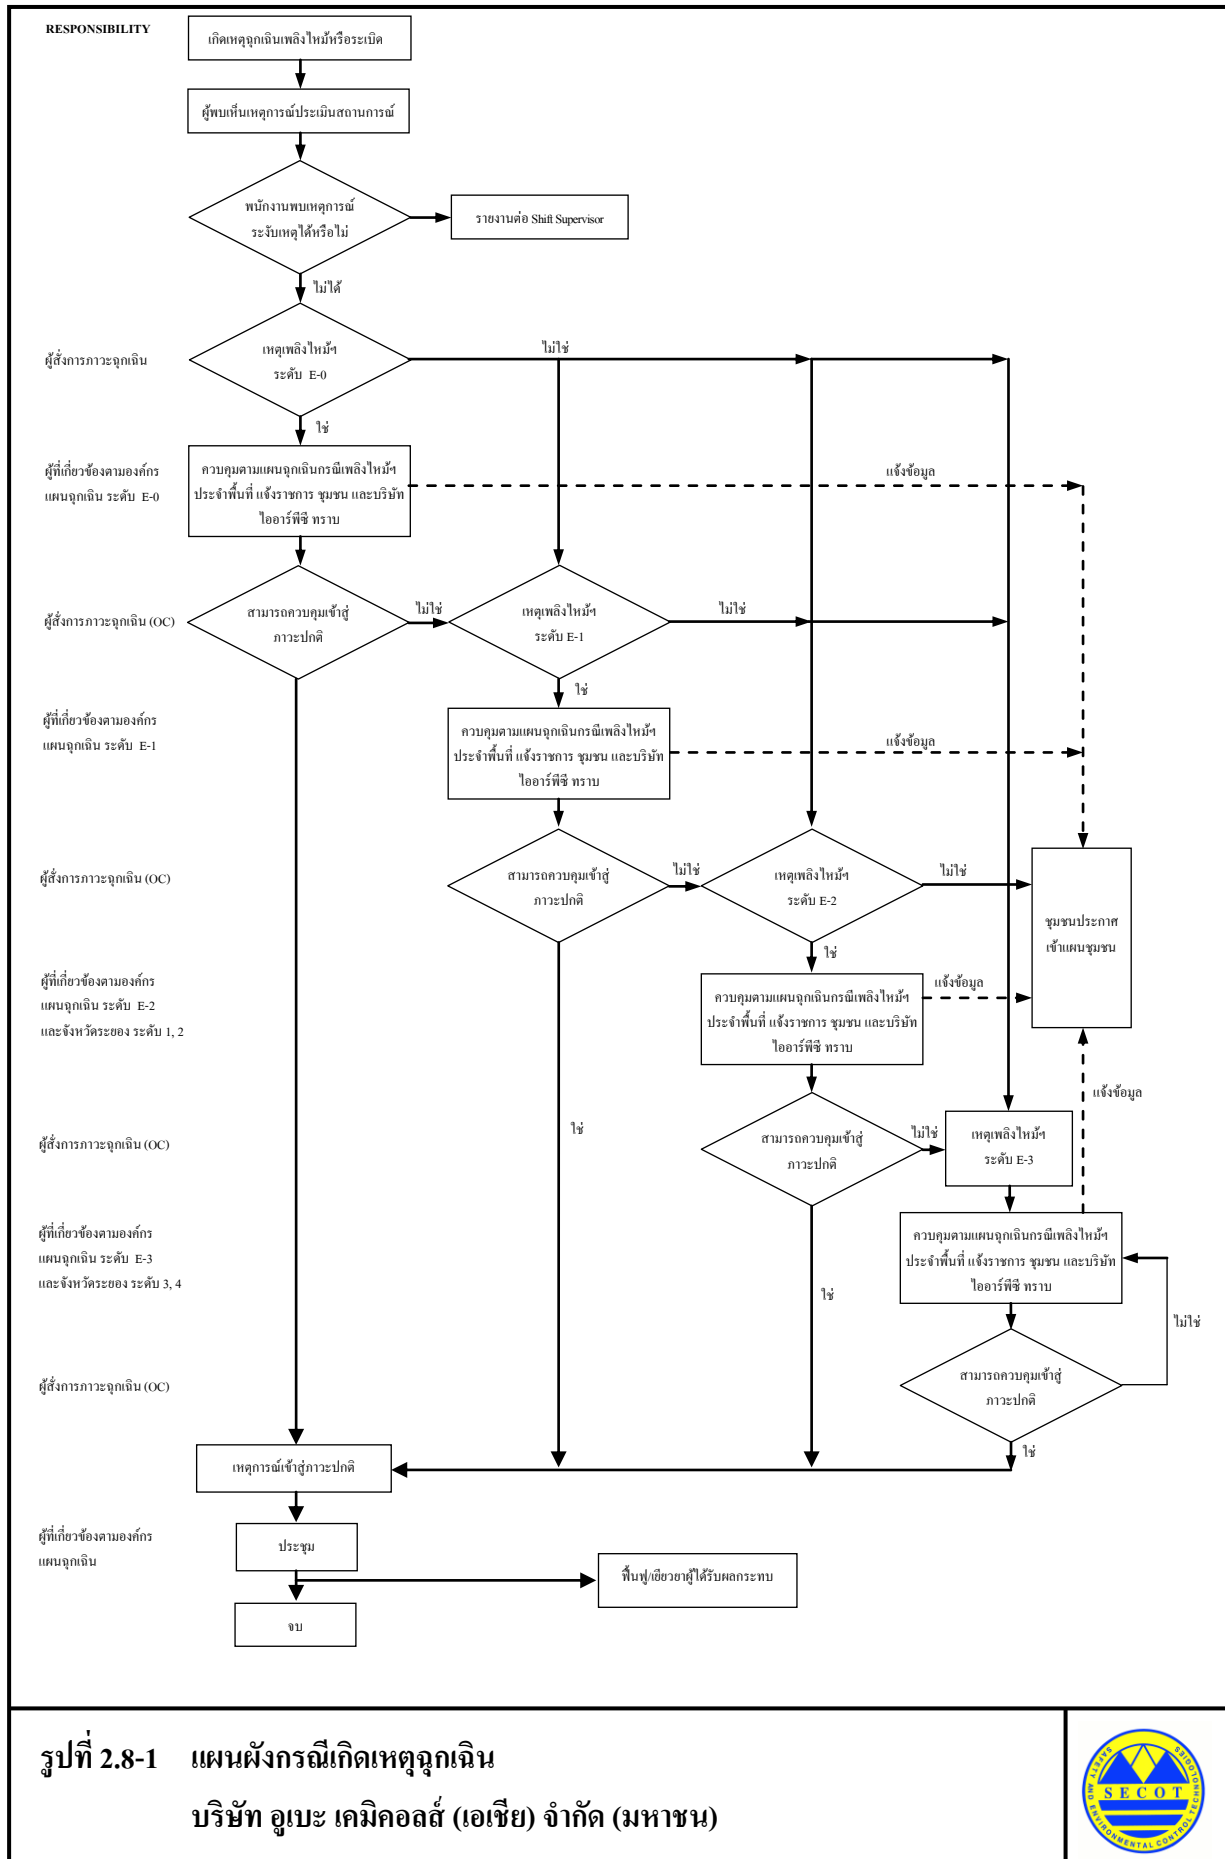 RESPONSIBILITY
เกิดเหตุฉุกเฉินเพลิงไหม้หรือระเบิด
ผู้พบเห็นเหตุการณ์ประเมินสถานการณ์
พนักงานพบเหตุการณ์
ระงับเหตุได้หรือไม่
รายงานต่อ Shift Supervisor
ไม่ได้
ผู้สั่งการภาวะฉุกเฉิน
เหตุเพลิงไหม้ฯ
ระดับ E-0
ไม่ใช่
ใช่
ผู้ที่เกี่ยวข้องตามองค์กร
แผนฉุกเฉิน ระดับ E-0
ควบคุมตามแผนฉุกเฉินกรณีเพลิงไหม้ฯ
ประจำพื้นที่ แจ้งราชการ ชุมชน และบริษัท
ไออาร์พีซี ทราบ
แจ้งข้อมูล
ผู้สั่งการภาวะฉุกเฉิน (OC)
สามารถควบคุมเข้าสู่
ภาวะปกติ
ไม่ใช่
เหตุเพลิงไหม้ฯ
ระดับ E-1
ไม่ใช่
ใช่
ผู้ที่เกี่ยวข้องตามองค์กร
แผนฉุกเฉิน ระดับ E-1
ควบคุมตามแผนฉุกเฉินกรณีเพลิงไหม้ฯ
ประจำพื้นที่ แจ้งราชการ ชุมชน และบริษัท
ไออาร์พีซี ทราบ
แจ้งข้อมูล
ผู้สั่งการภาวะฉุกเฉิน (OC)
สามารถควบคุมเข้าสู่
ภาวะปกติ
ไม่ใช่
เหตุเพลิงไหม้ฯ
ระดับ E-2
ไม่ใช่
ชุมชนประกาศ
เข้าแผนชุมชน
ใช่
ผู้ที่เกี่ยวข้องตามองค์กร
แผนฉุกเฉิน ระดับ E-2
และจังหวัดระยอง ระดับ 1, 2
ควบคุมตามแผนฉุกเฉินกรณีเพลิงไหม้ฯ
ประจำพื้นที่ แจ้งราชการ ชุมชน และบริษัท
ไออาร์พีซี ทราบ
แจ้งข้อมูล
แจ้งข้อมูล
ใช่
ผู้สั่งการภาวะฉุกเฉิน (OC)
สามารถควบคุมเข้าสู่
ภาวะปกติ
ไม่ใช่
เหตุเพลิงไหม้ฯ
ระดับ E-3
ผู้ที่เกี่ยวข้องตามองค์กร
แผนฉุกเฉิน ระดับ E-3
และจังหวัดระยอง ระดับ 3, 4
ควบคุมตามแผนฉุกเฉินกรณีเพลิงไหม้ฯ
ประจำพื้นที่ แจ้งราชการ ชุมชน และบริษัท
ไออาร์พีซี ทราบ
ใช่
ไม่ใช่
ผู้สั่งการภาวะฉุกเฉิน (OC)
สามารถควบคุมเข้าสู่
ภาวะปกติ
ใช่
เหตุการณ์เข้าสู่ภาวะปกติ
ผู้ที่เกี่ยวข้องตามองค์กร
แผนฉุกเฉิน
ประชุม
ฟื้นฟู/เยียวยาผู้ได้รับผลกระทบ
จบ
รูปที่ 2.8-1 แผนผังกรณีเกิดเหตุฉุกเฉิน
บริษัท อูเบะ เคมิคอลส์ (เอเชีย) จำกัด (มหาชน)
SECOT
SAFETY AND ENVIRONMENTAL CONTROL TECHNOLOGIES